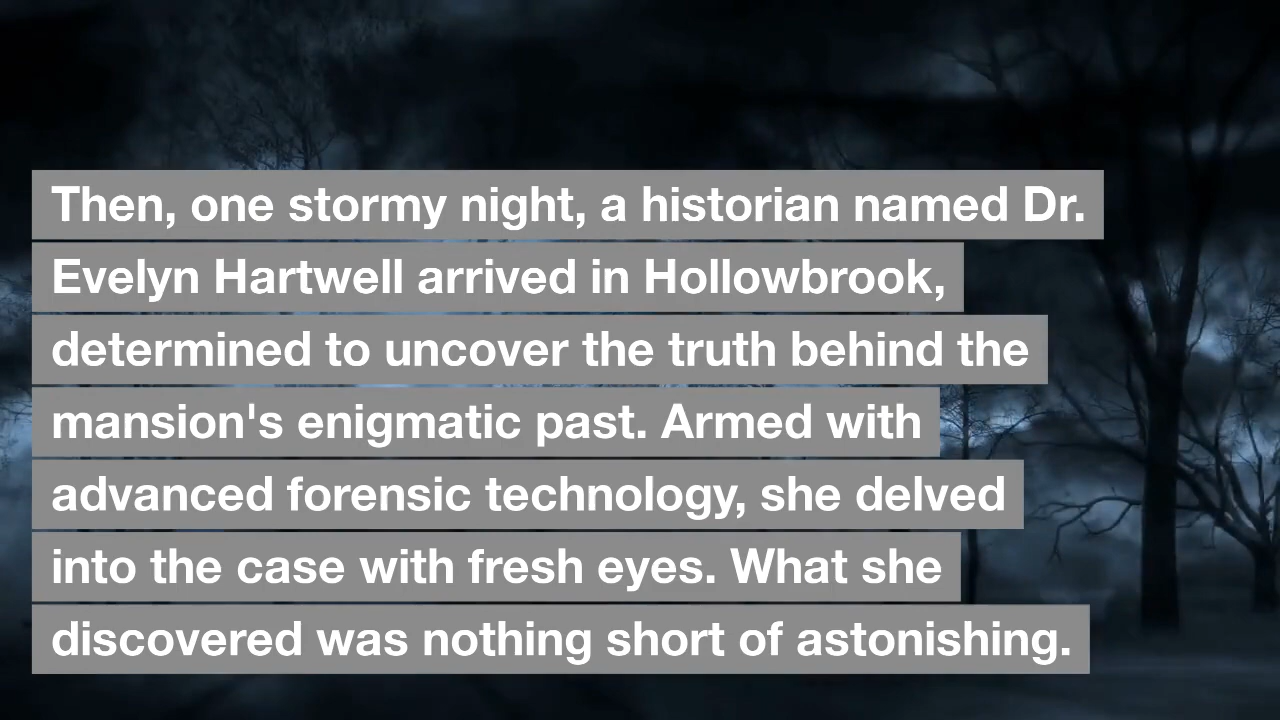 Then, one stormy night, a historian named Dr.
Evelyn Hartwell arrived in Hollowbrook,
determined to uncover the truth behind the
mansion's enigmatic past. Armed with
advanced forensic technology, she delved
into the case with fresh eyes. What she
discovered was nothing short of astonishing.